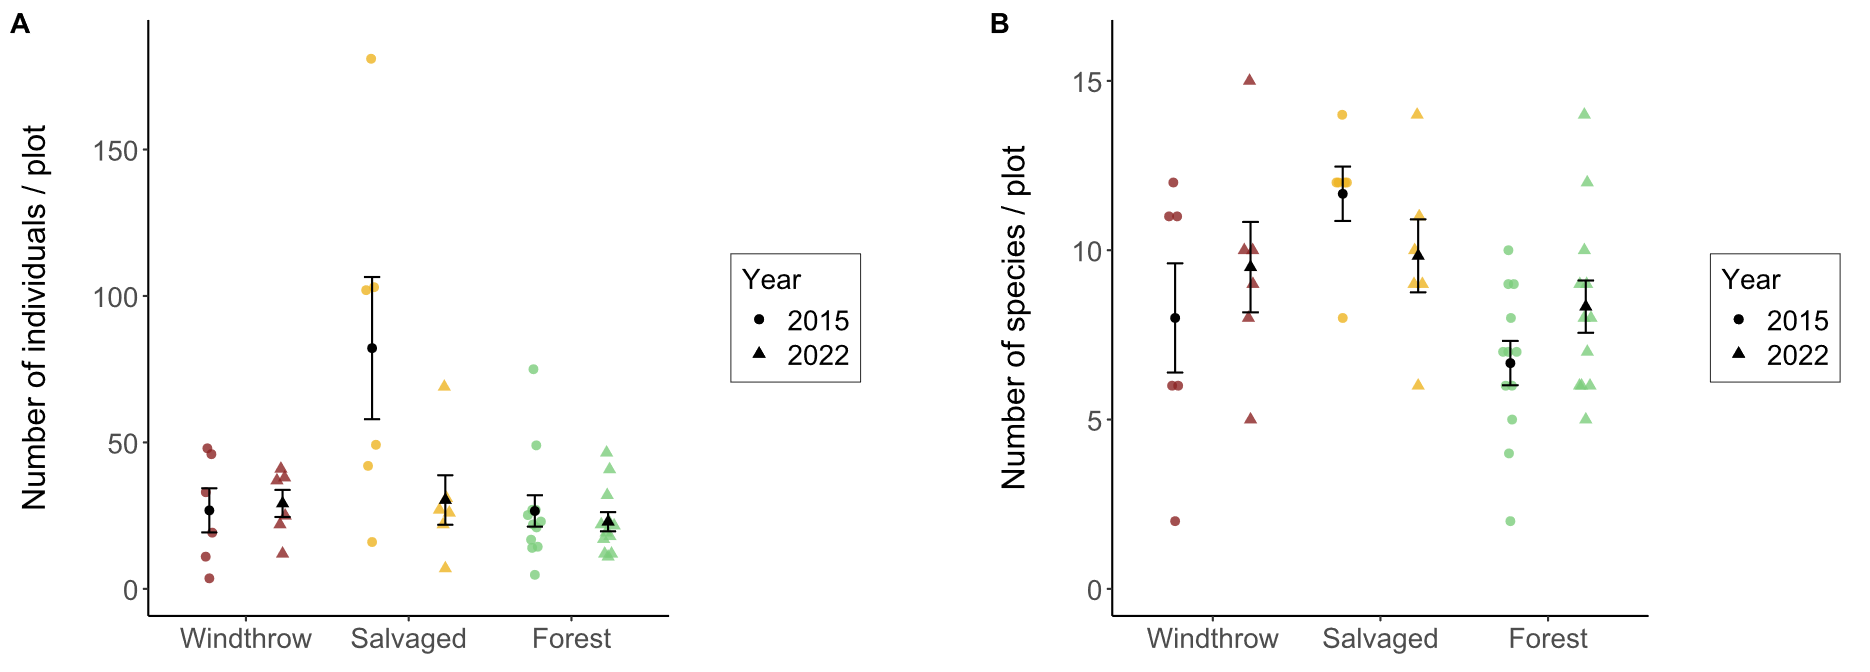 A
Number of individuals / plot
150
100
50
0
Windthrow Salvaged Forest
Year
2015
2022
B
Number of species / plot
15
10
5
0
Windthrow Salvaged Forest
Year
2015
2022